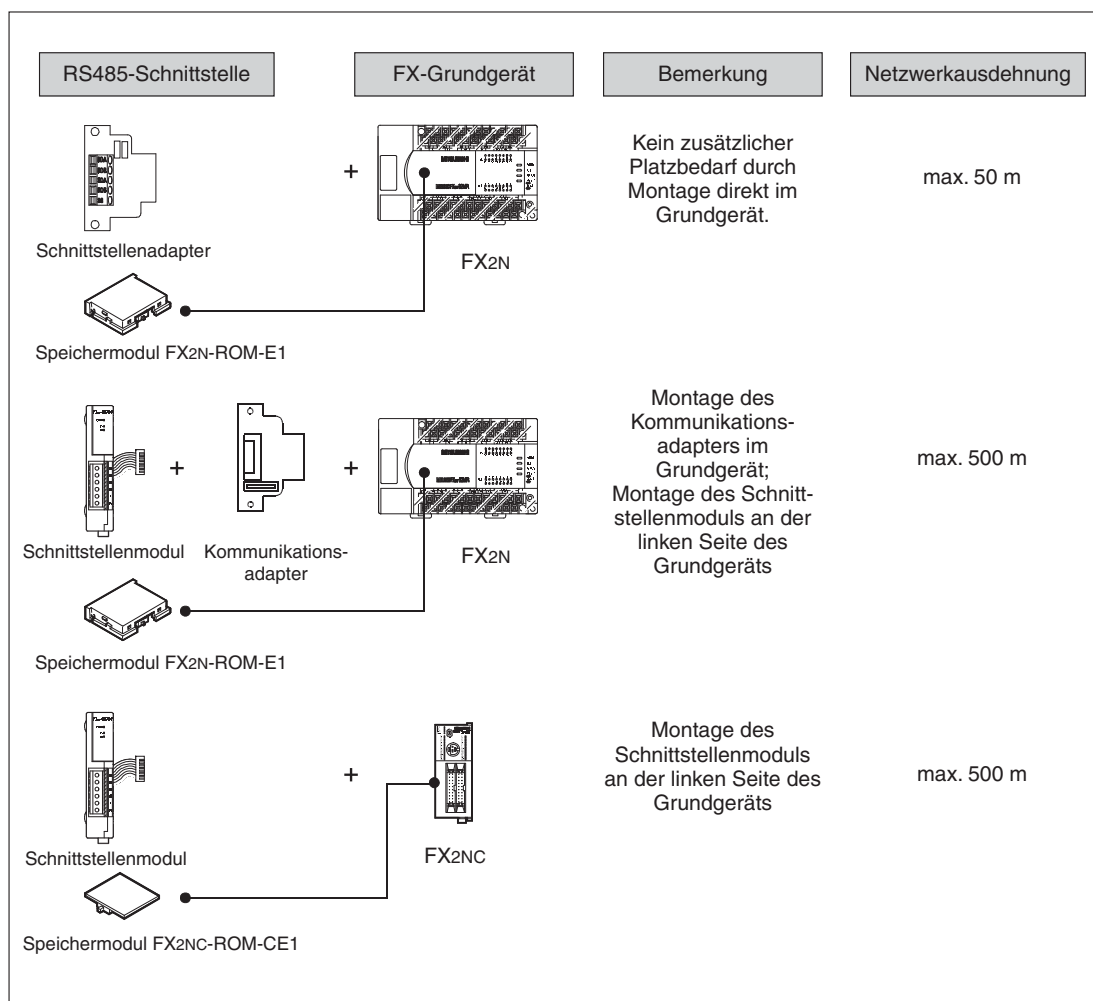 RS485-Schnittstelle
FX-Grundgerät
Bemerkung
Netzwerkausdehnung
+
Kein zusätzlicher
Platzbedarf durch
Montage direkt im
Grundgerät.
max. 50 m
Schnittstellenadapter
FX2N
Speichermodul FX2N-ROM-E1
+
+
Montage des
Kommunikations-
adapters im
Grundgerät;
Montage des Schnitt-
stellenmoduls an der
linken Seite des
Grundgeräts
max. 500 m
Schnittstellenmodul
Kommunikations-
adapter
FX2N
Speichermodul FX2N-ROM-E1
+
Montage des
Schnittstellenmoduls
an der linken Seite des
Grundgeräts
max. 500 m
Schnittstellenmodul
FX2NC
Speichermodul FX2NC-ROM-CE1